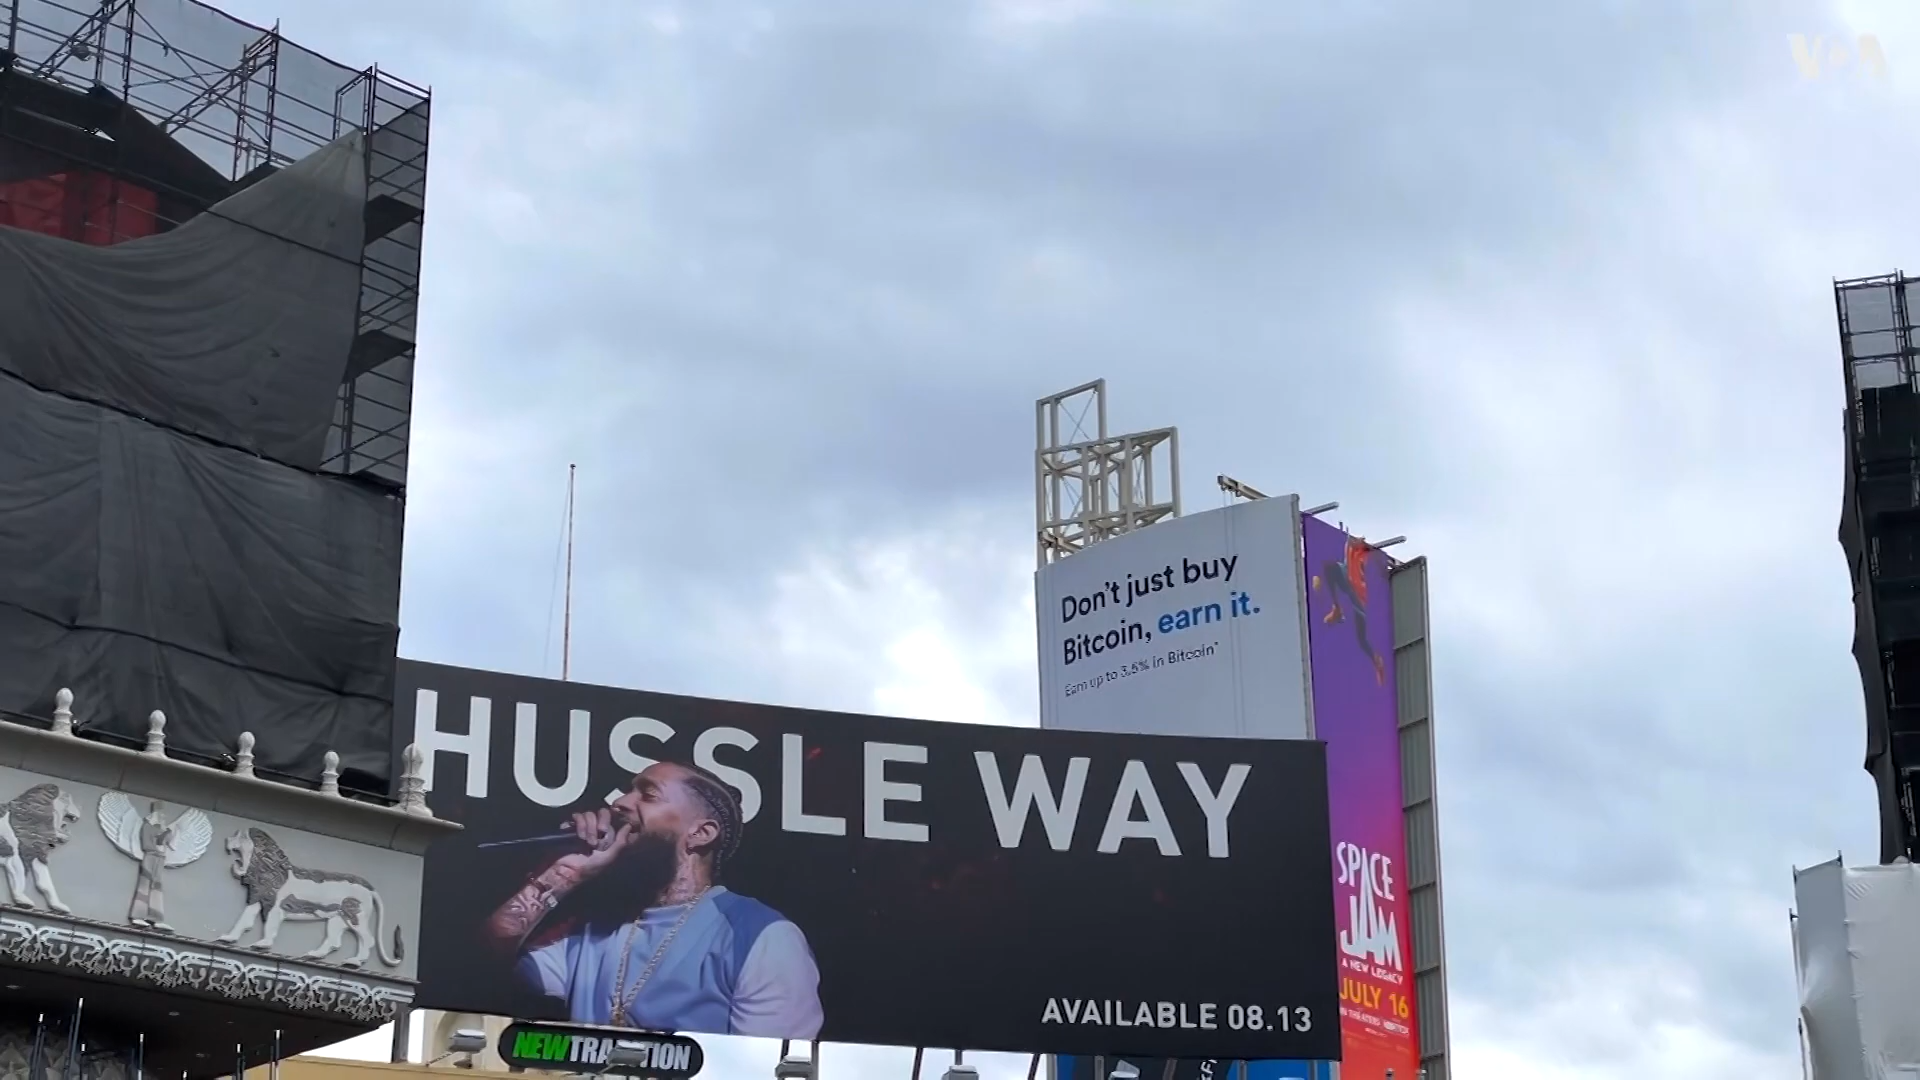 VOA
Don't just buy
Bitcoin, earn it.
Earn up to 3.5% in Bitcoin*
HUSSLE WAY
AVAILABLE 08.13
SPACE
JAM
A NEW LEGACY
JULY 16
NEWTRADITION